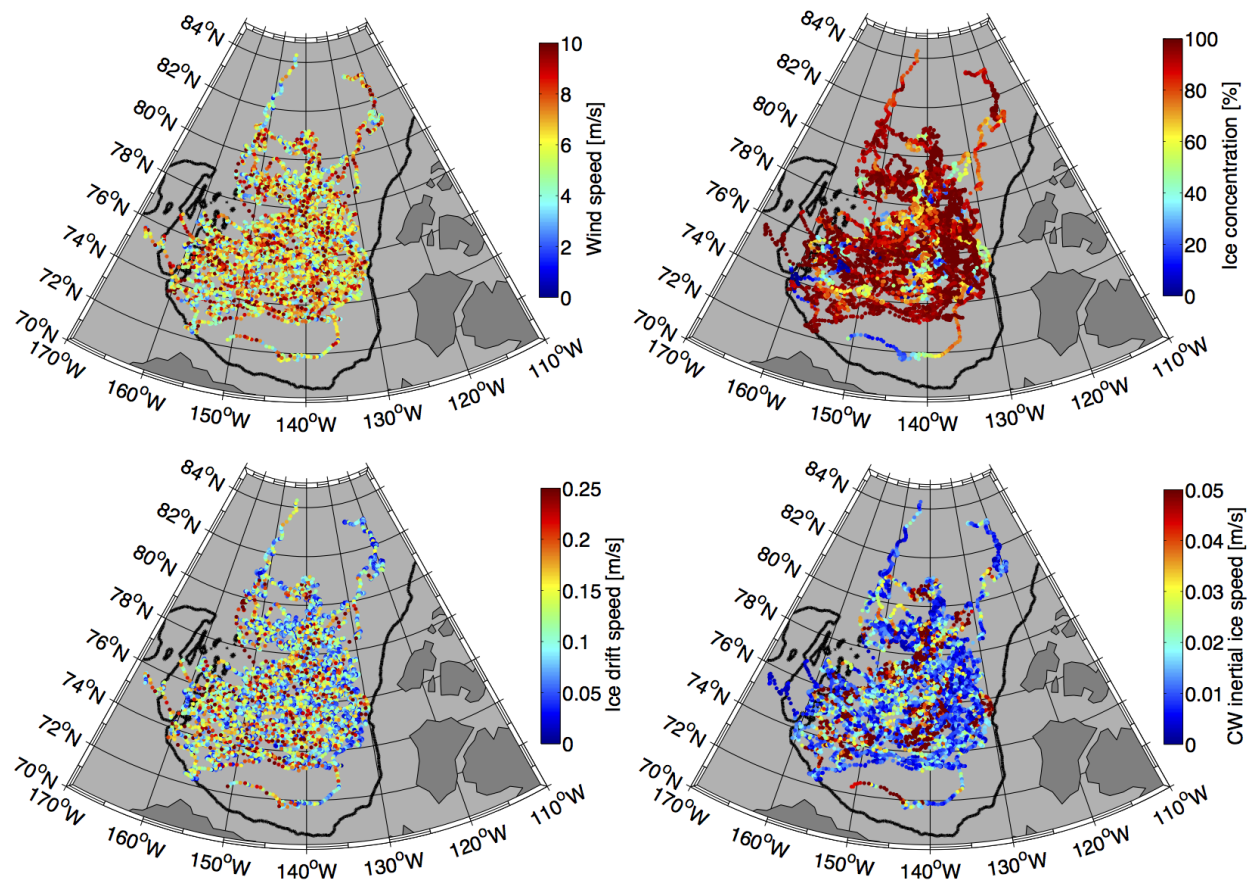 84°N
82°N
80°N
78°N
76°N
74°N
72°N
70°N
170°W
160°W
150°W
140°W
130°W
120°W
110°W
10
8
6
4
2
0
Wind speed [m/s]
84°N
82°N
80°N
78°N
76°N
74°N
72°N
70°N
170°W
160°W
150°W
140°W
130°W
120°W
110°W
100
80
60
40
20
0
Ice concentration [%]
84°N
82°N
80°N
78°N
76°N
74°N
72°N
70°N
170°W
160°W
150°W
140°W
130°W
120°W
110°W
0.25
0.2
0.15
0.1
0.05
0
Ice drift speed [m/s]
84°N
82°N
80°N
78°N
76°N
74°N
72°N
70°N
170°W
160°W
150°W
140°W
130°W
120°W
110°W
0.05
0.04
0.03
0.02
0.01
0
CW inertial ice speed [m/s]